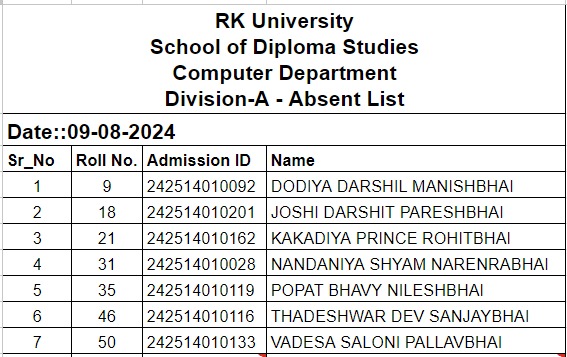 RK University
School of Diploma Studies
Computer Department
Division-A - Absent List
Date::09-08-2024
Sr_No Roll No. Admission ID Name
1 9 242514010092 DODIYA DARSHIL MANISHBHAI
2 18 242514010201 JOSHI DARSHIT PARESHBHAI
3 21 242514010162 KAKADIYA PRINCE ROHITBHAI
4 31 242514010028 NANDANIYA SHYAM NARENRABHAI
5 35 242514010119 POPAT BHAVY NILESHBHAI
6 46 242514010116 THADESHWAR DEV SANJAYBHAI
7 50 242514010133 VADESA SALONI PALLAVBHAI